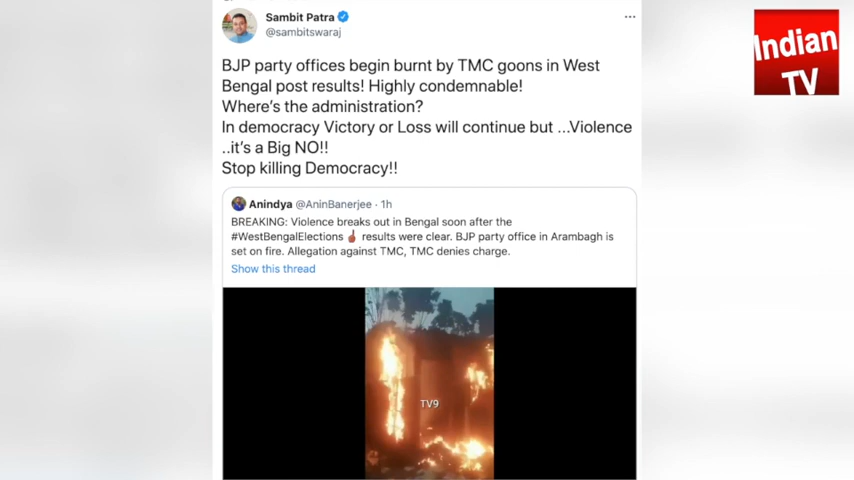 Sambit Patra
@sambitswaraj
BJP party offices begin burnt by TMC goons in West
Bengal post results! Highly condemnable!
Where's the administration?
In democracy Victory or Loss will continue but ...Violence
..it's a Big NO!!
Stop killing Democracy!!
Anindya @AninBanerjee · 1h
BREAKING: Violence breaks out in Bengal soon after the
#WestBengalElections results were clear. BJP party office in Arambagh is
set on fire. Allegation against TMC, TMC denies charge.
Show this thread
TV9
Indian
TV